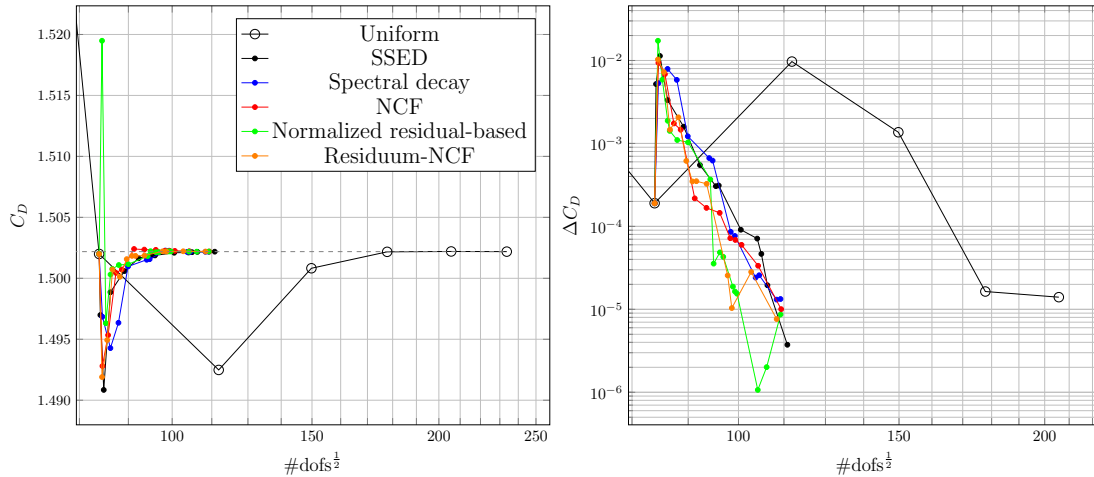 1.520
1.515
1.510
1.505
1.500
1.495
1.490
C_D
Uniform
SSED
Spectral decay
NCF
Normalized residual-based
Residuum-NCF
100
150
200
250
#dofs^{1/2}
10^{-2}
10^{-3}
10^{-4}
10^{-5}
10^{-6}
ΔC_D
100
150
200
#dofs^{1/2}